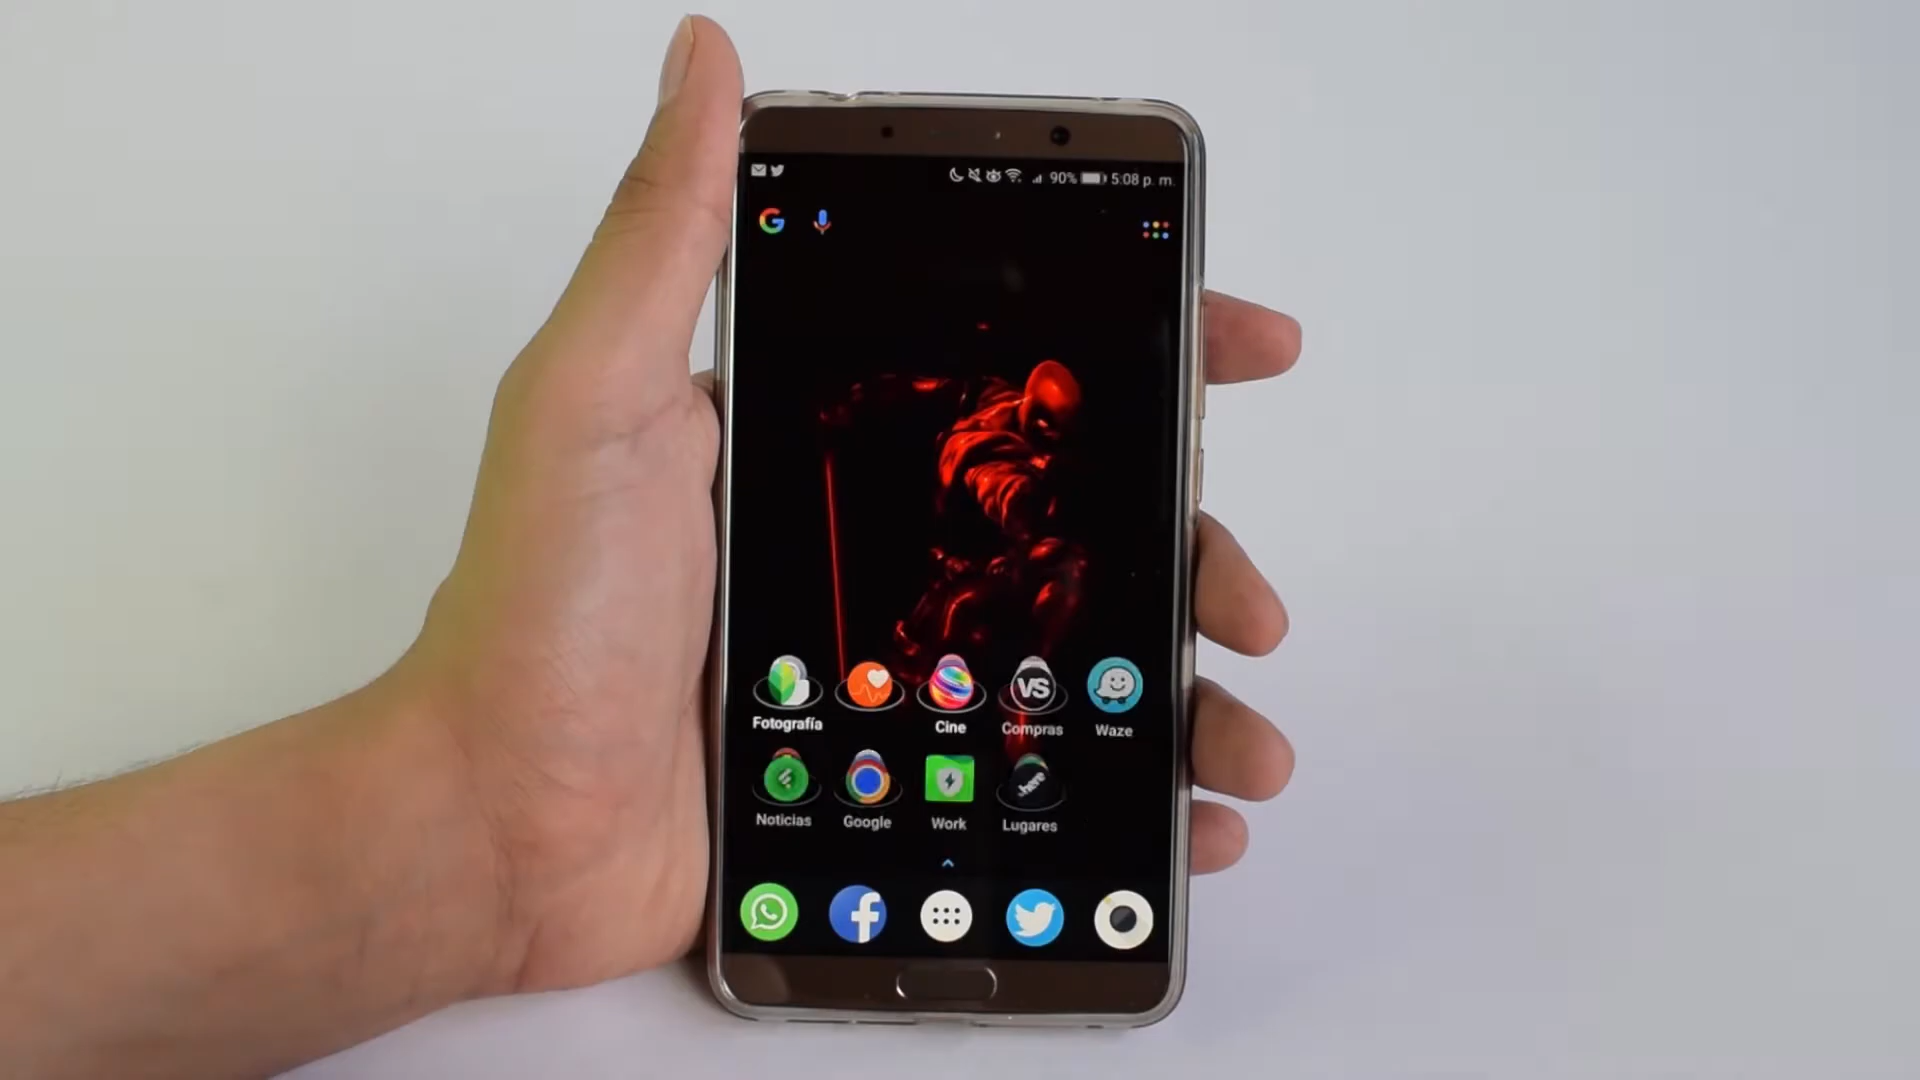 90% 5:08 p. m.
G
Fotografía Cine Compras Waze
VS
.here
Noticias Google Work Lugares
f